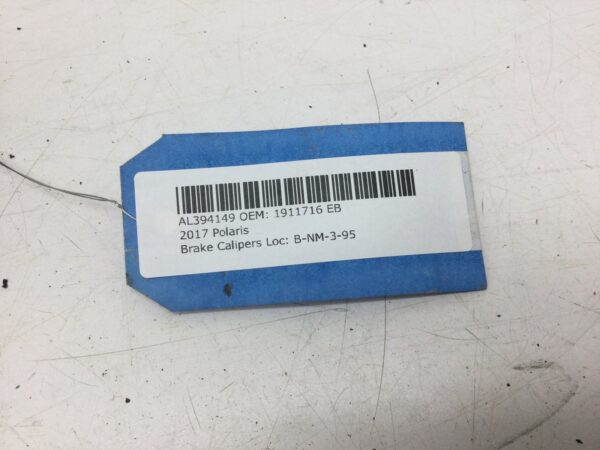 AL394149 OEM: 1911716 EB
2017 Polaris
Brake Calipers Loc: B-NM-3-95